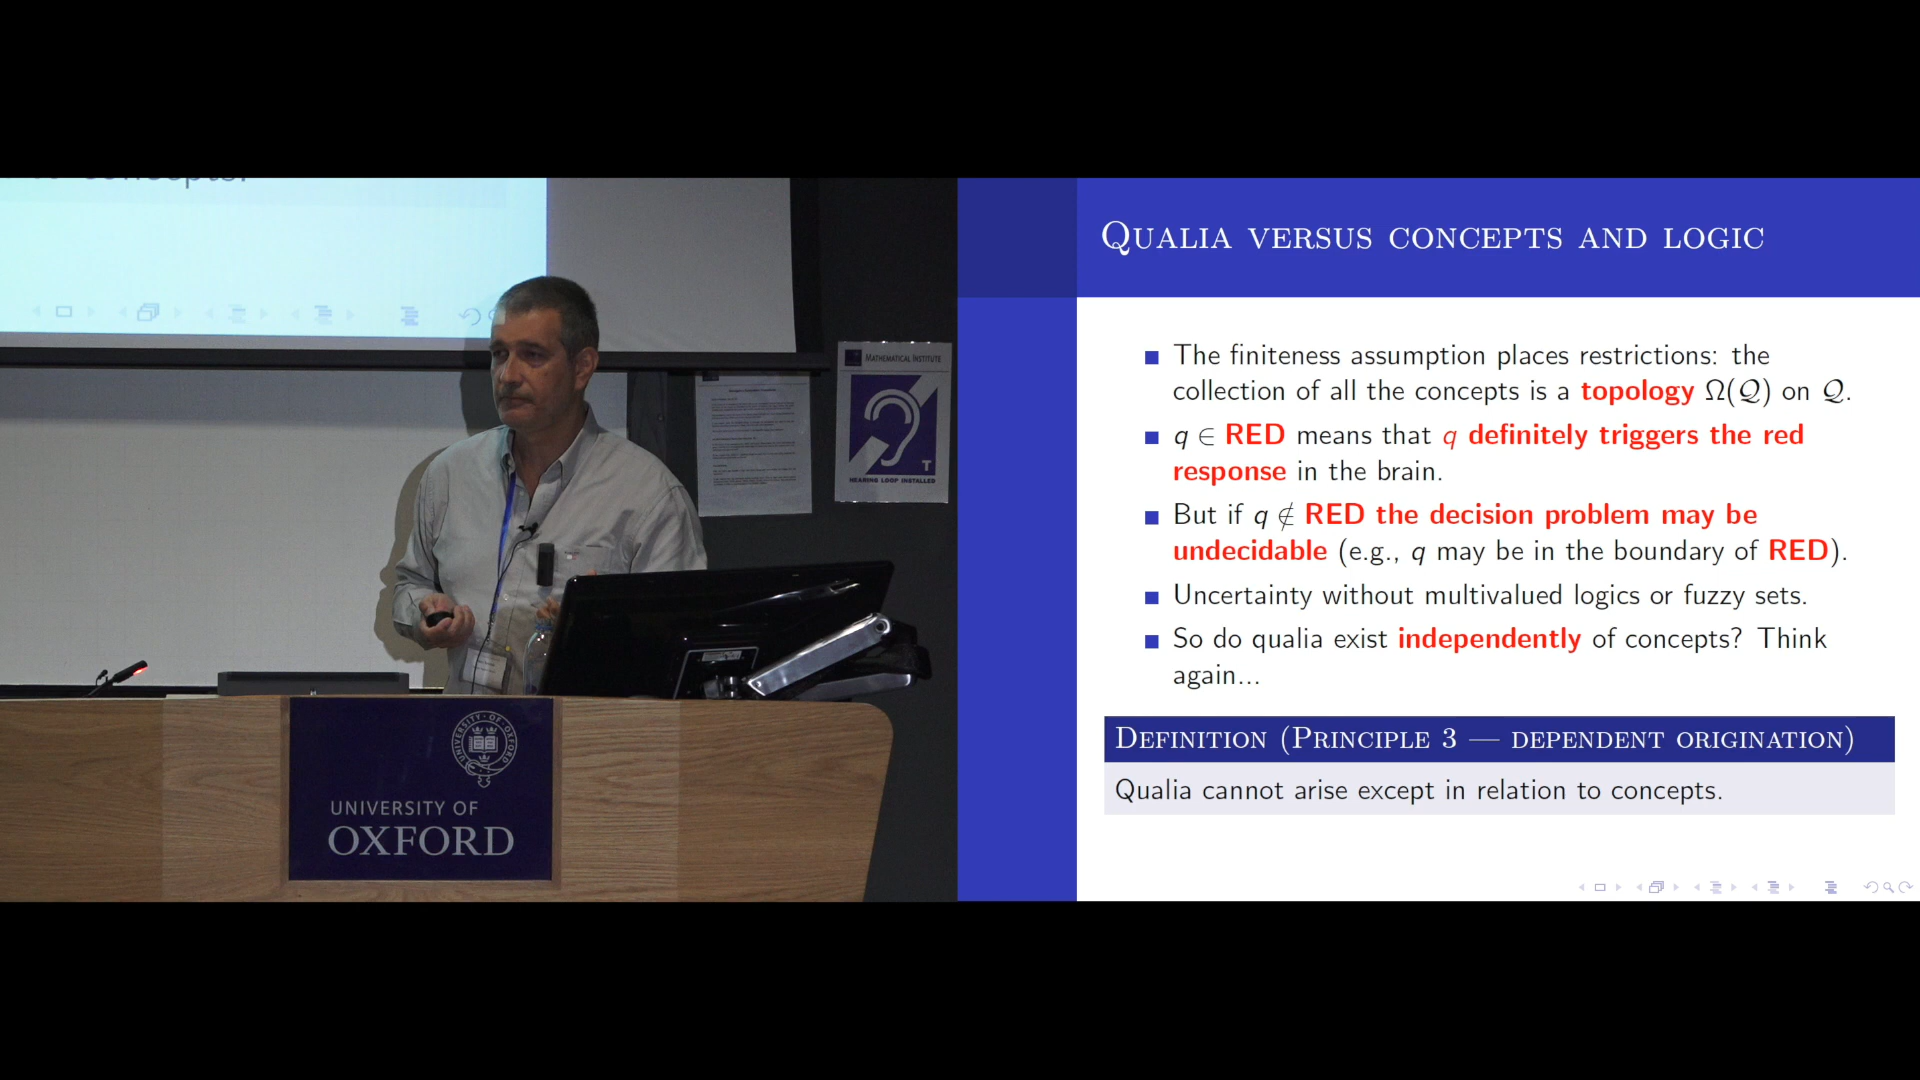 concepts.
MATHEMATICAL INSTITUTE
T
HEARING LOOP INSTALLED
UNIVERSITY OF OXFORD
UNIVERSITY OF
OXFORD
QUALIA VERSUS CONCEPTS AND LOGIC
The finiteness assumption places restrictions: the
collection of all the concepts is a topology Ω(𝒬) on 𝒬.
q ∈ RED means that q definitely triggers the red
response in the brain.
But if q ∉ RED the decision problem may be
undecidable (e.g., q may be in the boundary of RED).
Uncertainty without multivalued logics or fuzzy sets.
So do qualia exist independently of concepts? Think
again...
DEFINITION (PRINCIPLE 3 — DEPENDENT ORIGINATION)
Qualia cannot arise except in relation to concepts.